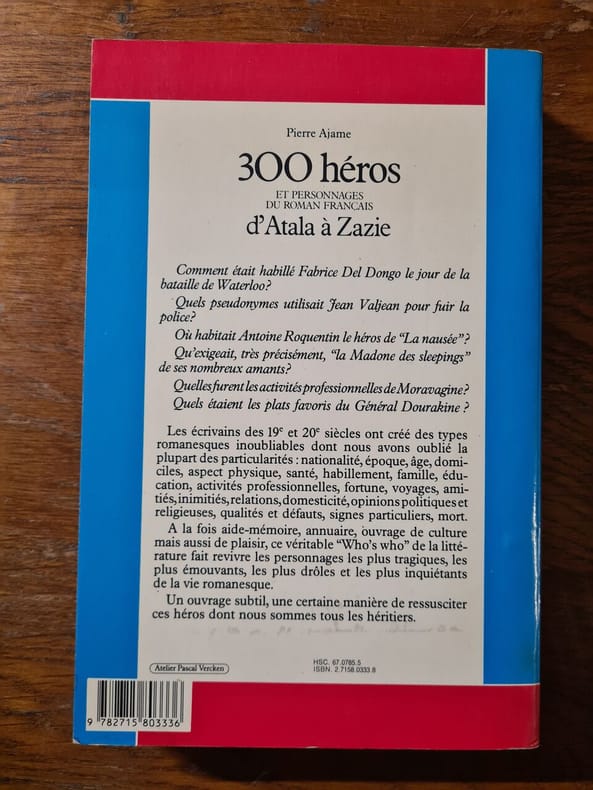 Pierre Ajame
300 héros
ET PERSONNAGES
DU ROMAN FRANÇAIS
d'Atala à Zazie
Comment était habillé Fabrice Del Dongo le jour de la
bataille de Waterloo?
Quels pseudonymes utilisait Jean Valjean pour fuir la
police?
Où habitait Antoine Roquentin le héros de "La nausée"?
Qu'exigeait, très précisément, "la Madone des sleepings"
de ses nombreux amants?
Quelles furent les activités professionnelles de Moravagine?
Quels étaient les plats favoris du Général Dourakine ?
Les écrivains des 19e et 20e siècles ont créé des types
romanesques inoubliables dont nous avons oublié la
plupart des particularités : nationalité, époque, âge, domi-
ciles, aspect physique, santé, habillement, famille, édu-
cation, activités professionnelles, fortune, voyages, ami-
tiés, inimitiés, relations, domesticité, opinions politiques et
religieuses, qualités et défauts, signes particuliers, mort.
A la fois aide-mémoire, annuaire, ouvrage de culture
mais aussi de plaisir, ce véritable "Who's who" de la litté-
rature fait revivre les personnages les plus tragiques, les
plus émouvants, les plus drôles et les plus inquiétants
de la vie romanesque.
Un ouvrage subtil, une certaine manière de ressusciter
ces héros dont nous sommes tous les héritiers.
Atelier Pascal Vercken
HSC. 67.0785.5
ISBN. 2.7158.0333.8
9 782715 803336